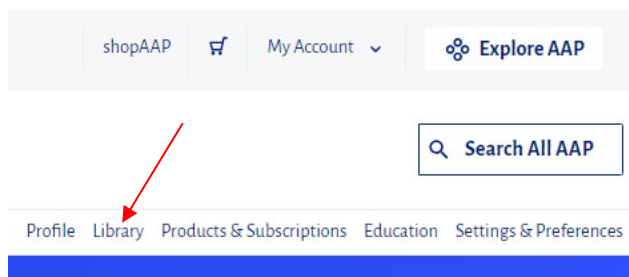 shopAAP My Account Explore AAP
Search All AAP
Profile Library Products & Subscriptions Education Settings & Preferences